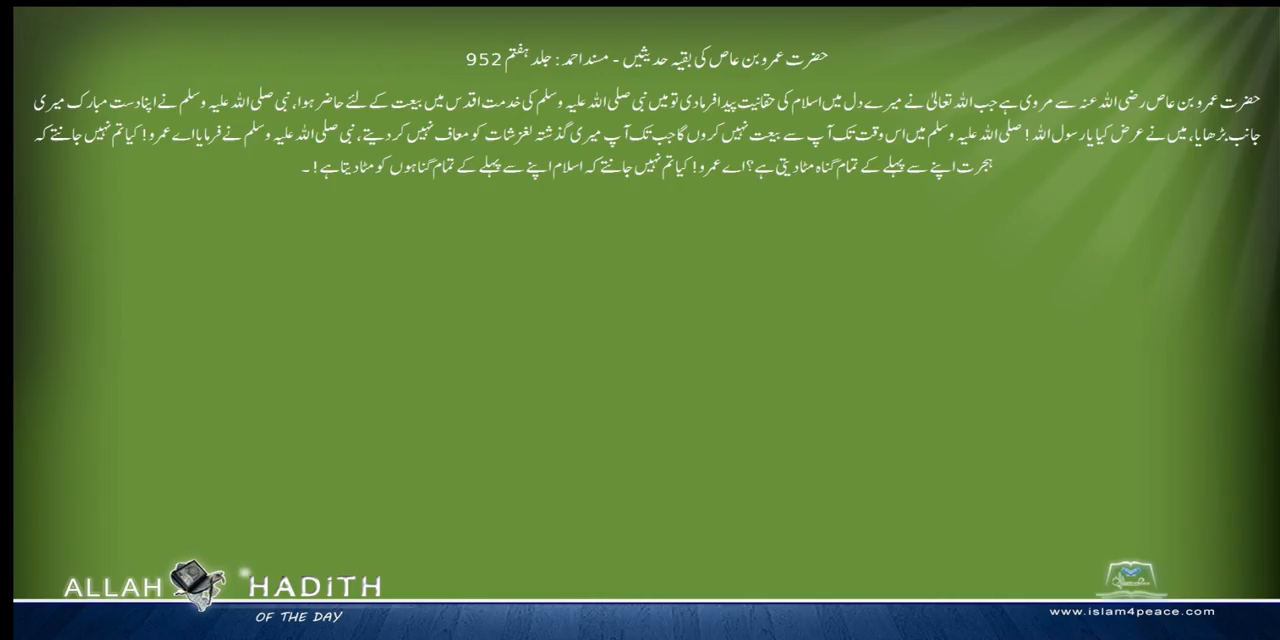 حضرت عمرو بن عاص کی بقیہ حدیثیں - مسند احمد : جلد ہفتم 952
حضرت عمرو بن عاص رضی اللہ عنہ سے مروی ہے جب اللہ تعالیٰ نے میرے دل میں اسلام کی حقانیت پیدا فرمادی تو میں نبی صلی اللہ علیہ وسلم کی خدمت اقدس میں بیعت کے لئے حاضر ہوا، نبی صلی اللہ علیہ وسلم نے اپنا دست مبارک میری
جانب بڑھایا، میں نے عرض کیا یا رسول اللہ ! صلی اللہ علیہ وسلم میں اس وقت تک آپ سے بیعت نہیں کروں گا جب تک آپ میری گذشتہ لغزشات کو معاف نہیں کر دیتے، نبی صلی اللہ علیہ وسلم نے فرمایا اے عمرو! کیا تم نہیں جانتے کہ
ہجرت اپنے سے پہلے کے تمام گناہ مٹا دیتی ہے؟ اے عمرو! کیا تم نہیں جانتے کہ اسلام اپنے سے پہلے کے تمام گناہوں کو مٹا دیتا ہے ! ۔
ALLAH HADITH
OF THE DAY
www.islam4peace.com